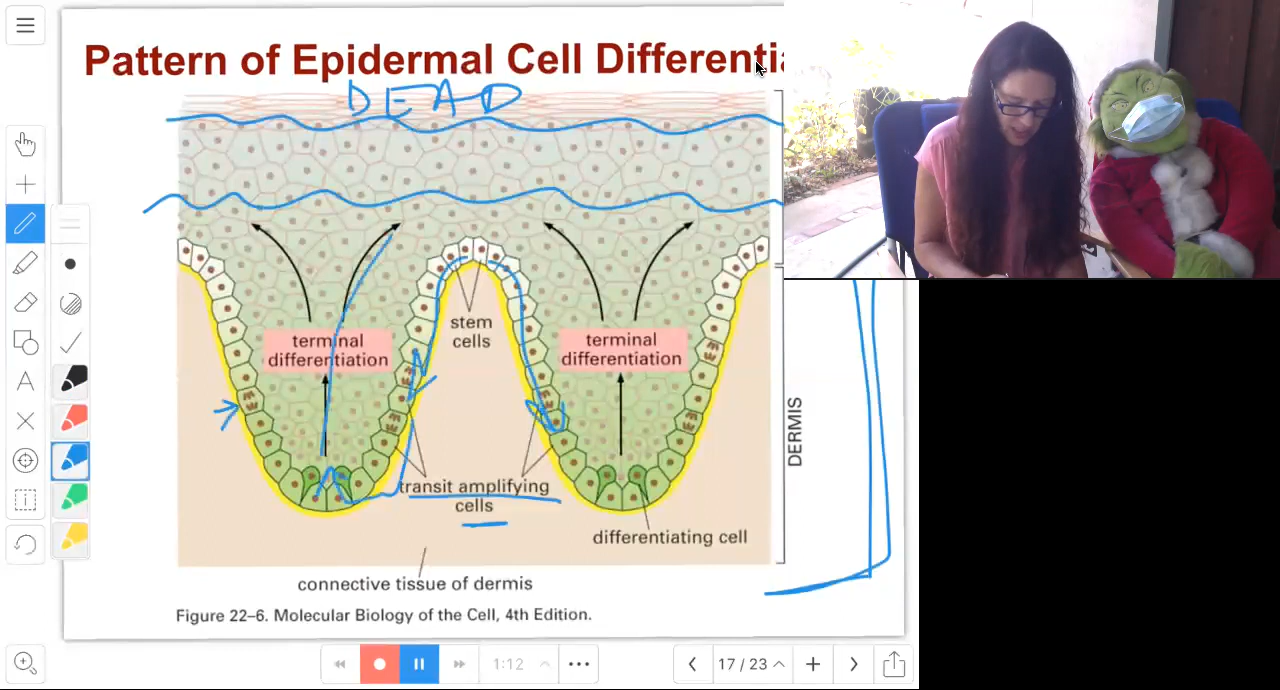 Pattern of Epidermal Cell Differentia
DEAD
stem
cells
terminal
differentiation
terminal
differentiation
DERMIS
transit amplifying
cells
differentiating cell
connective tissue of dermis
Figure 22–6. Molecular Biology of the Cell, 4th Edition.
A
1:12
17 / 23